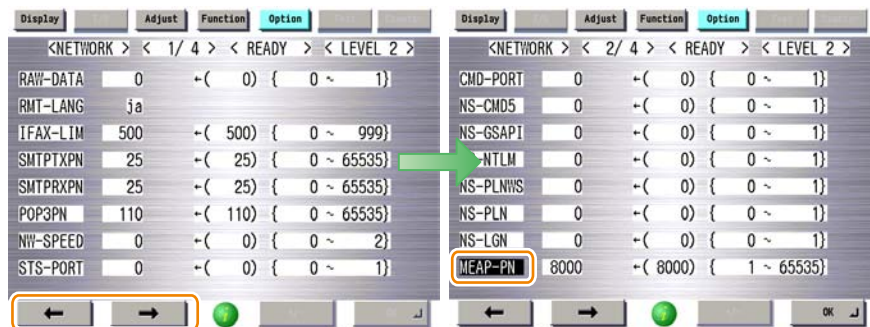 Display I/O Adjust Function Option Test Counter
<NETWORK > < 1/ 4 > < READY > < LEVEL 2 >
RAW-DATA 0 ←( 0) { 0 ~ 1}
RMT-LANG ja
IFAX-LIM 500 ←( 500) { 0 ~ 999}
SMTPTXPN 25 ←( 25) { 0 ~ 65535}
SMTPRXPN 25 ←( 25) { 0 ~ 65535}
POP3PN 110 ←( 110) { 0 ~ 65535}
NW-SPEED 0 ←( 0) { 0 ~ 2}
STS-PORT 0 ←( 0) { 0 ~ 1}
← → i +/- OK
Display I/O Adjust Function Option Test Counter
<NETWORK > < 2/ 4 > < READY > < LEVEL 2 >
CMD-PORT 0 ←( 0) { 0 ~ 1}
NS-CMD5 0 ←( 0) { 0 ~ 1}
NS-GSAPI 0 ←( 0) { 0 ~ 1}
-NTLM 0 ←( 0) { 0 ~ 1}
NS-PLNWS 0 ←( 0) { 0 ~ 1}
NS-PLN 0 ←( 0) { 0 ~ 1}
NS-LGN 0 ←( 0) { 0 ~ 1}
MEAP-PN 8000 ←( 8000) { 1 ~ 65535}
← → i +/- OK